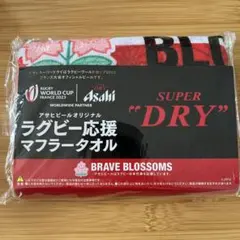 BLU
RUGBY
WORLD CUP
FRANCE 2023
Asahi
WORLDWIDE PARTNER
アサヒビールオリジナル
ラグビー応援
マフラータオル
SUPER
"DRY"
BRAVE BLOSSOMS